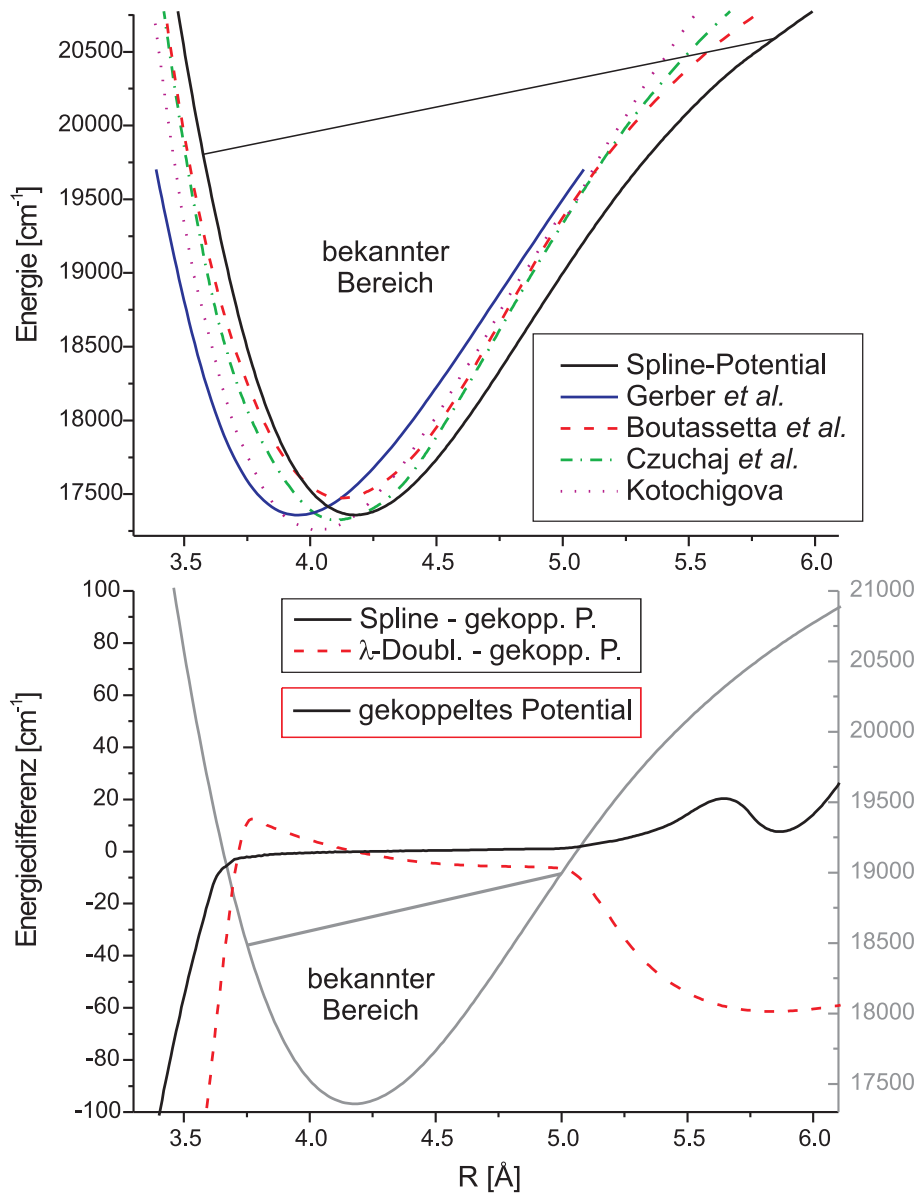 20500
20000
19500
19000
18500
18000
17500
Energie [cm-1]
bekannter
Bereich
Spline-Potential
Gerber et al.
Boutassetta et al.
Czuchaj et al.
Kotochigova
3.5 4.0 4.5 5.0 5.5 6.0
100
80
60
40
20
0
-20
-40
-60
-80
-100
Energiedifferenz [cm-1]
Spline - gekopp. P.
λ-Doubl. - gekopp. P.
gekoppeltes Potential
bekannter
Bereich
21000
20500
20000
19500
19000
18500
18000
17500
3.5 4.0 4.5 5.0 5.5 6.0
R [Å]